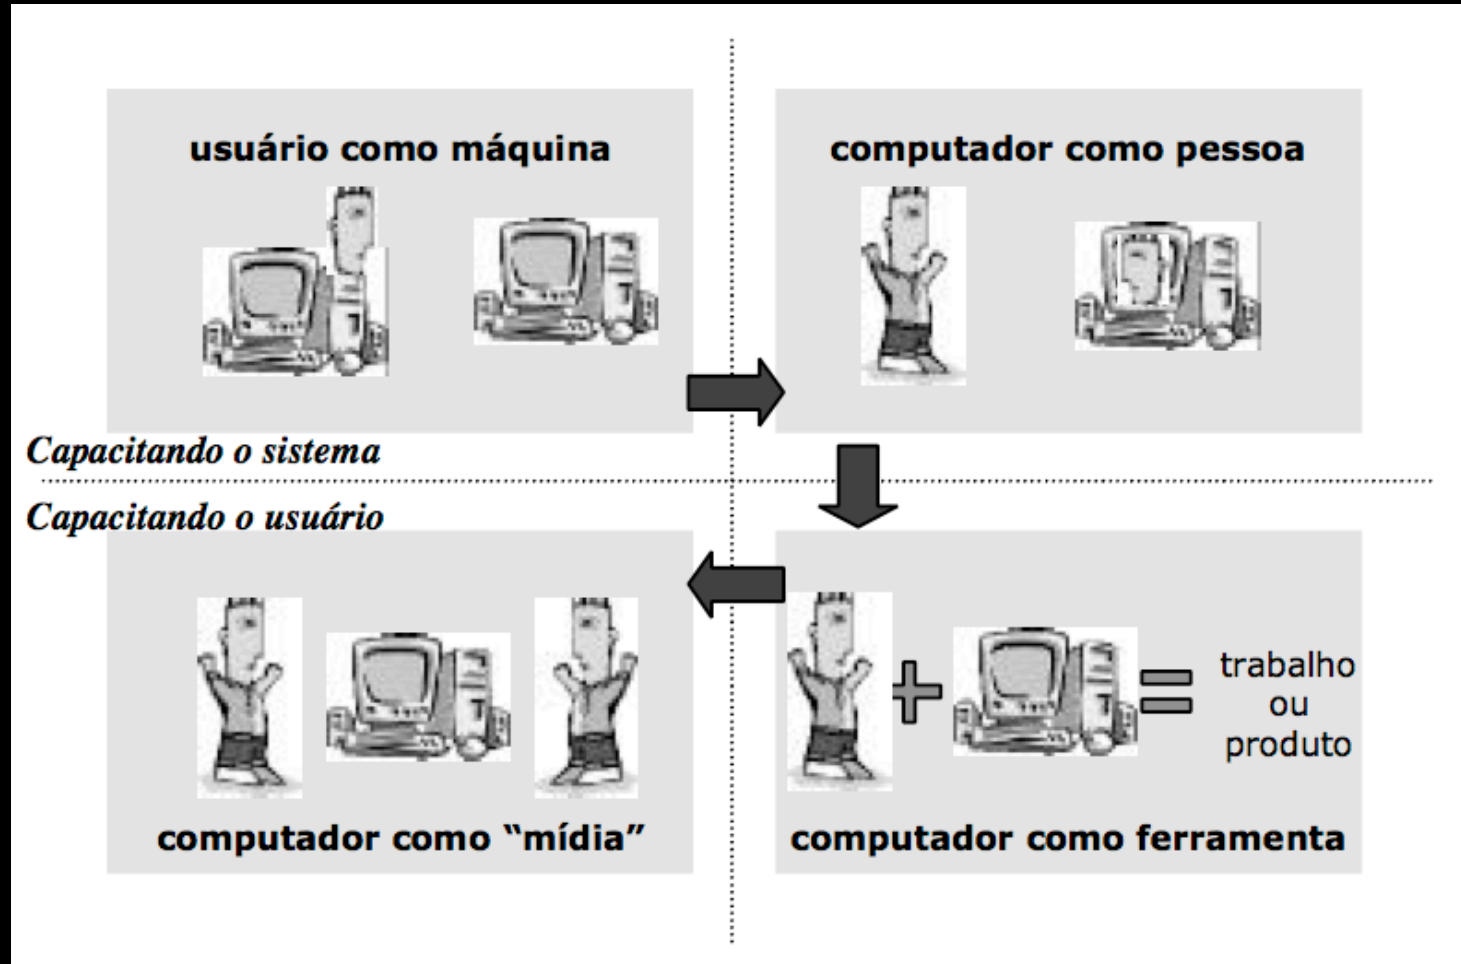 usuário como máquina
computador como pessoa
Capacitando o sistema
Capacitando o usuário
trabalho
ou
produto
computador como “mídia”
computador como ferramenta